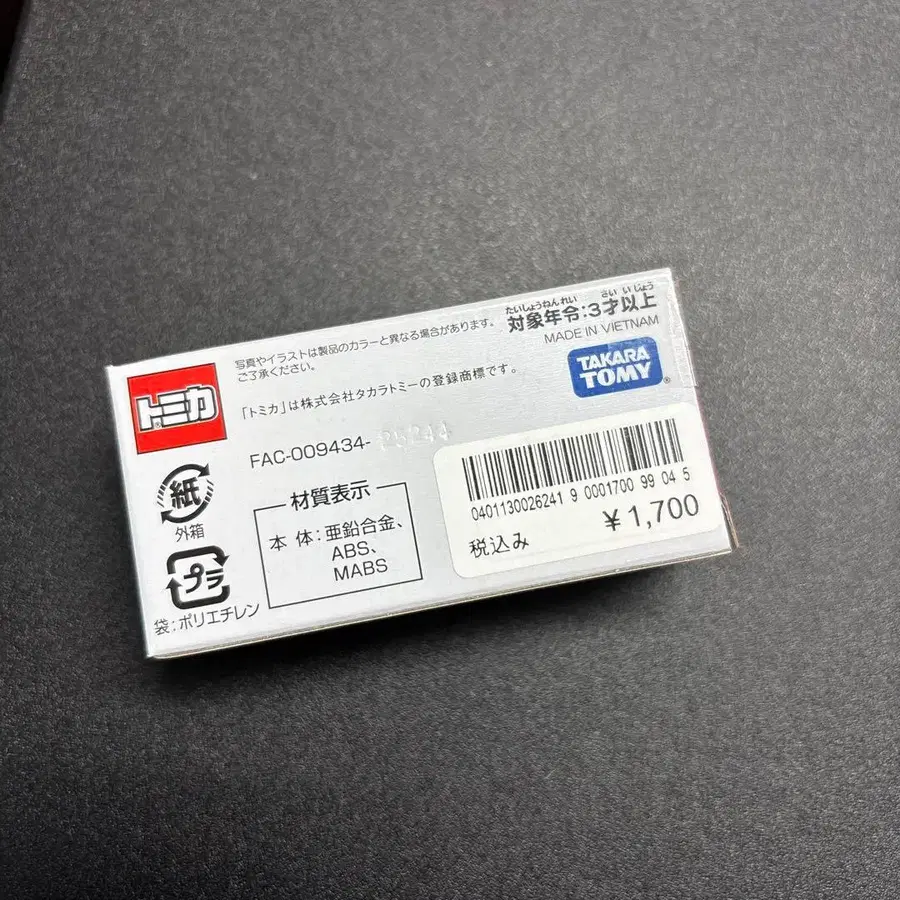 トミカ
写真やイラストは製品のカラーと異なる場合があります。
ご了承ください。
たいしょうねんれい さい いじょう
対象年令:3才以上
MADE IN VIETNAM
「トミカ」は株式会社タカラトミーの登録商標です。
TAKARA
TOMY
FAC-009434-
紙
外箱
プラ
袋:ポリエチレン
材質表示
本 体:亜鉛合金、
ABS、
MABS
0401130026241 9 0001700 99 04 5
¥1,700
税込み